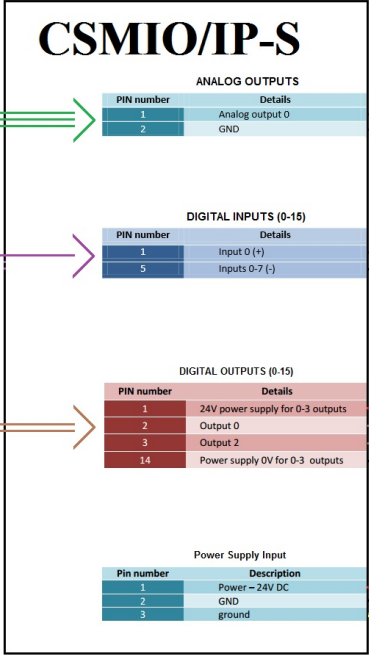 CSMIO/IP-S
ANALOG OUTPUTS
PIN number Details
1 Analog output 0
2 GND
DIGITAL INPUTS (0-15)
PIN number Details
1 Input 0 (+)
5 Inputs 0-7 (-)
DIGITAL OUTPUTS (0-15)
PIN number Details
1 24V power supply for 0-3 outputs
2 Output 0
3 Output 2
14 Power supply 0V for 0-3 outputs
Power Supply Input
Pin number Description
1 Power – 24V DC
2 GND
3 ground